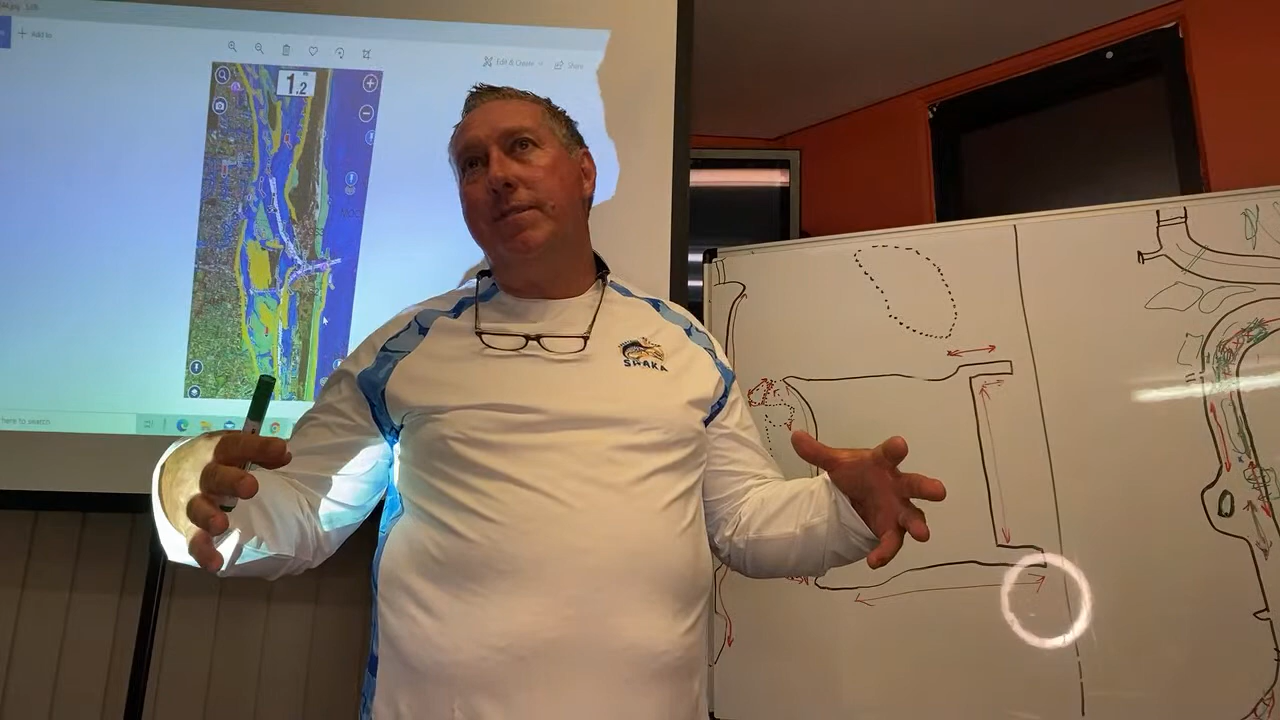 Add to
Edit & Create
Share
1.2
SHAKA
here to search